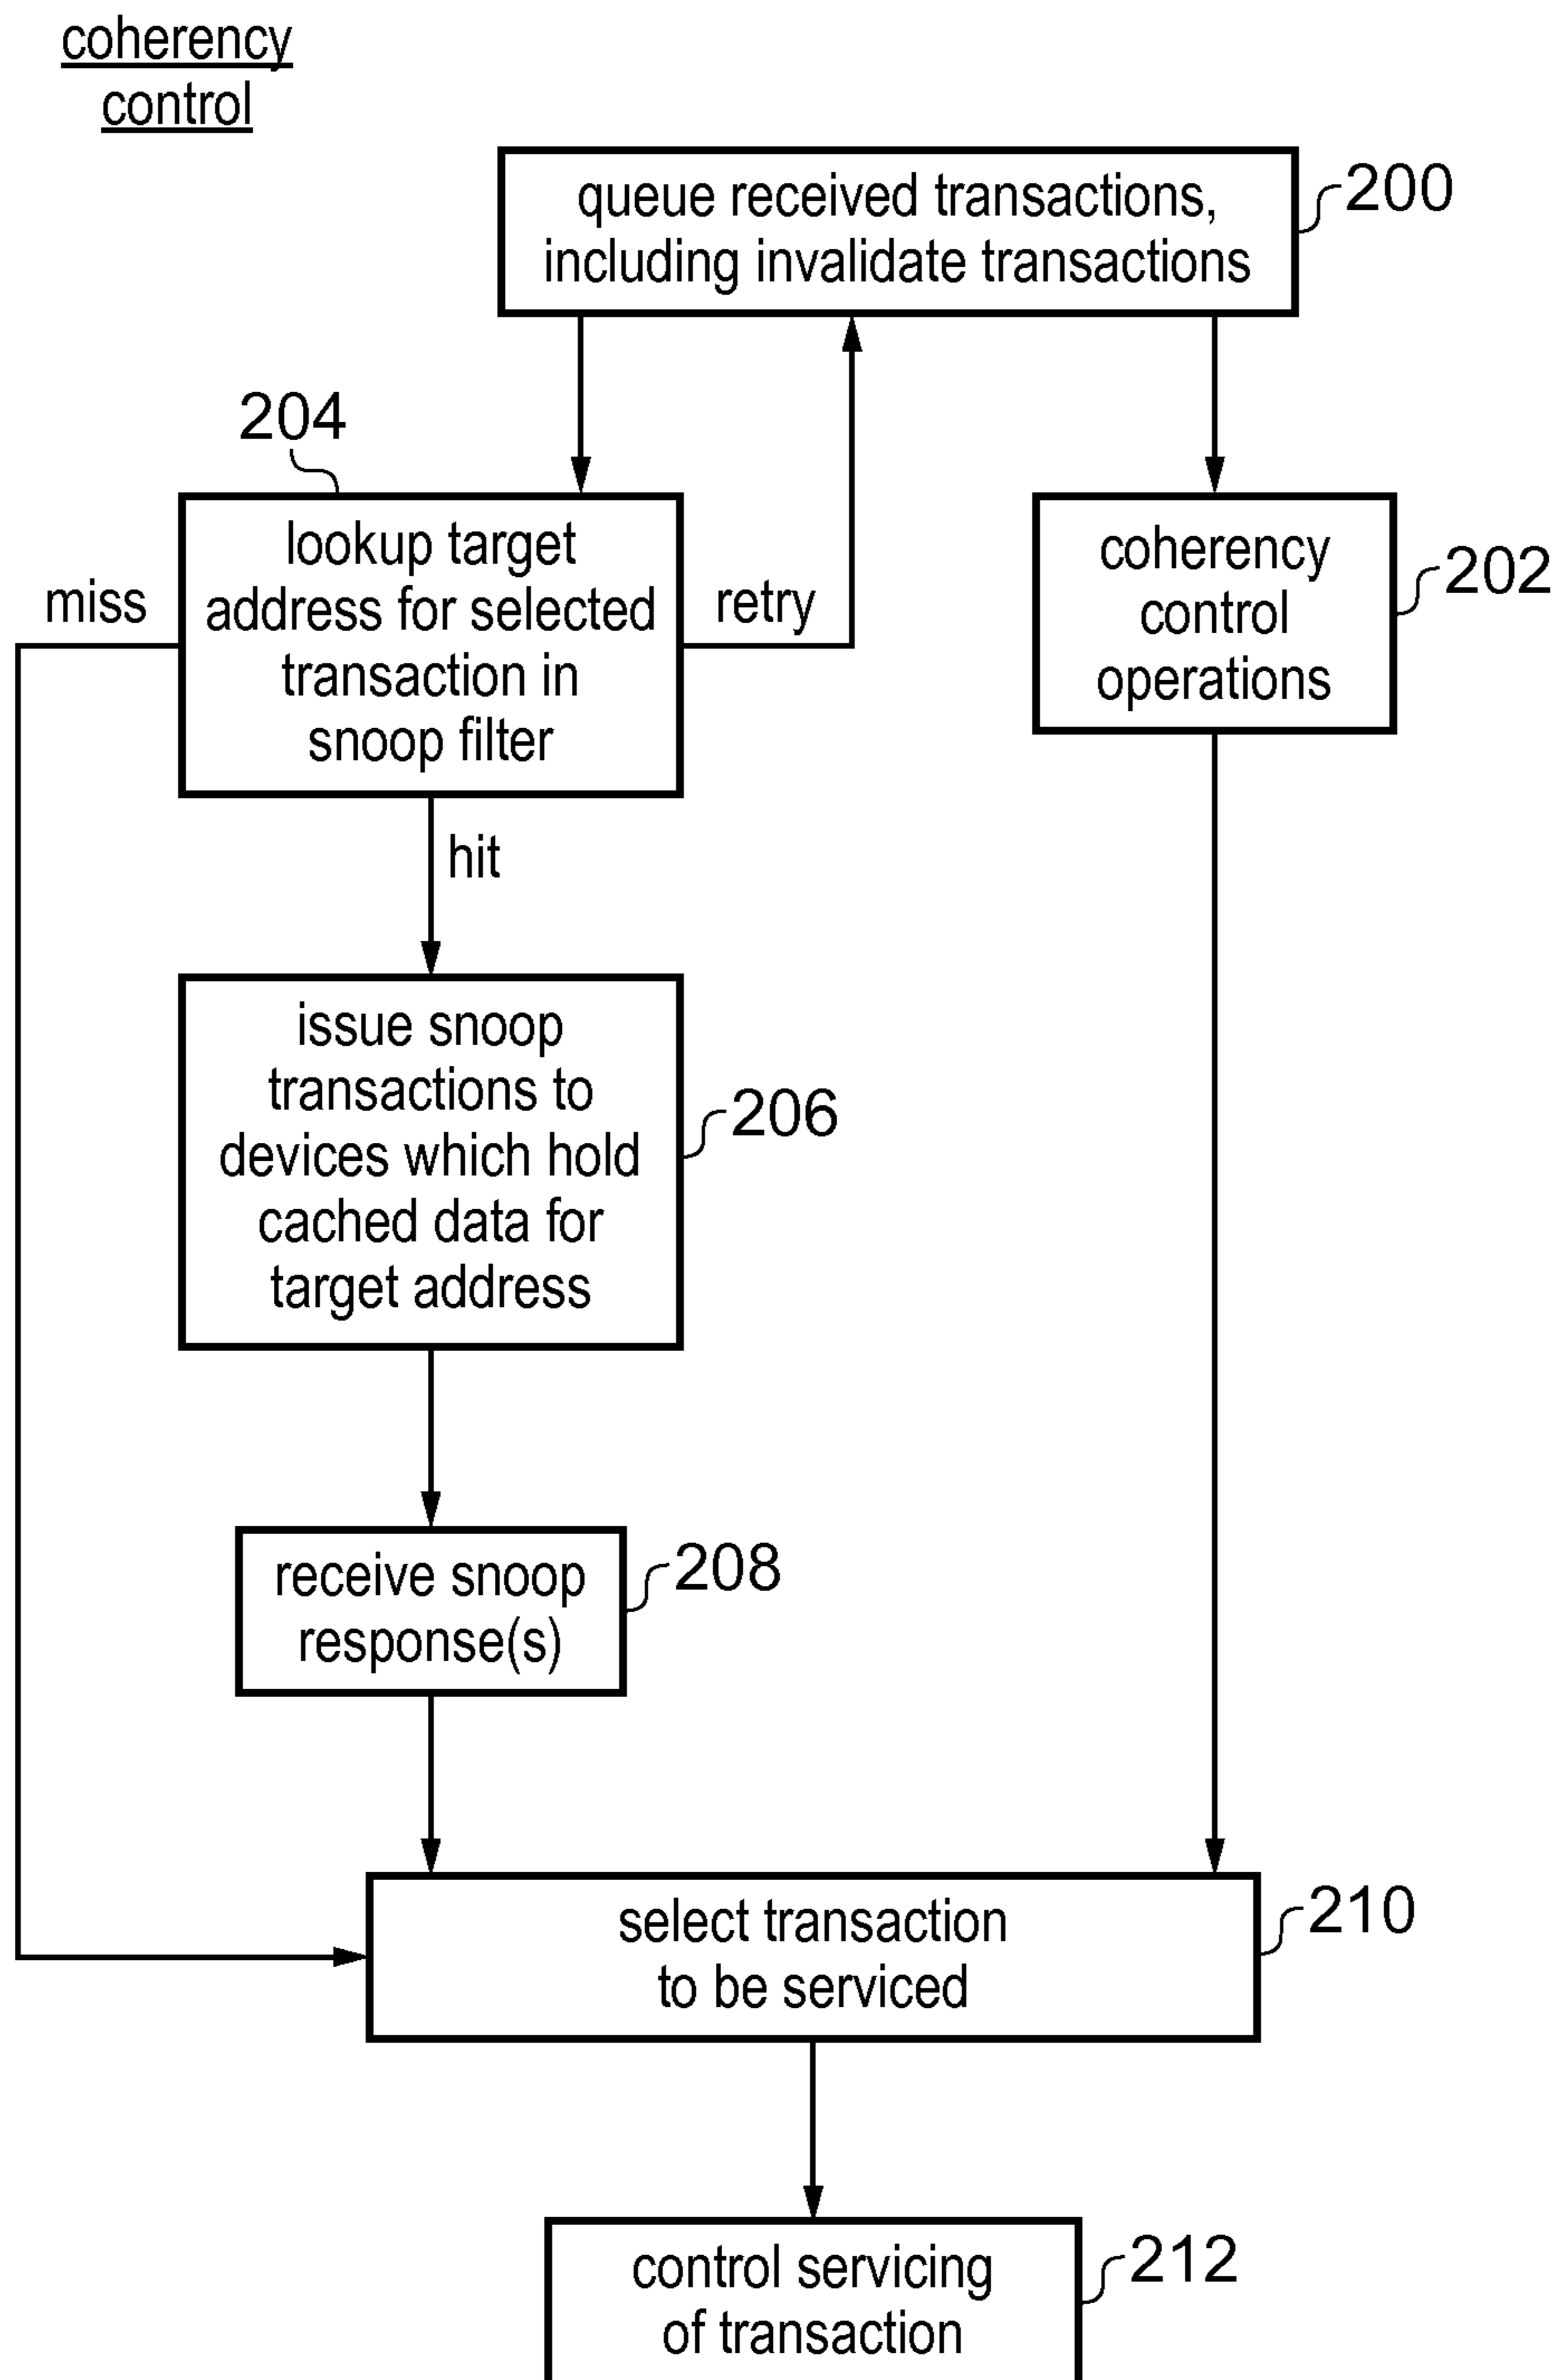 coherency
control
queue received transactions,
including invalidate transactions
200
204
lookup target
address for selected
transaction in
snoop filter
miss
retry
coherency
control
operations
202
hit
issue snoop
transactions to
devices which hold
cached data for
target address
206
receive snoop
response(s)
208
select transaction
to be serviced
210
control servicing
of transaction
212